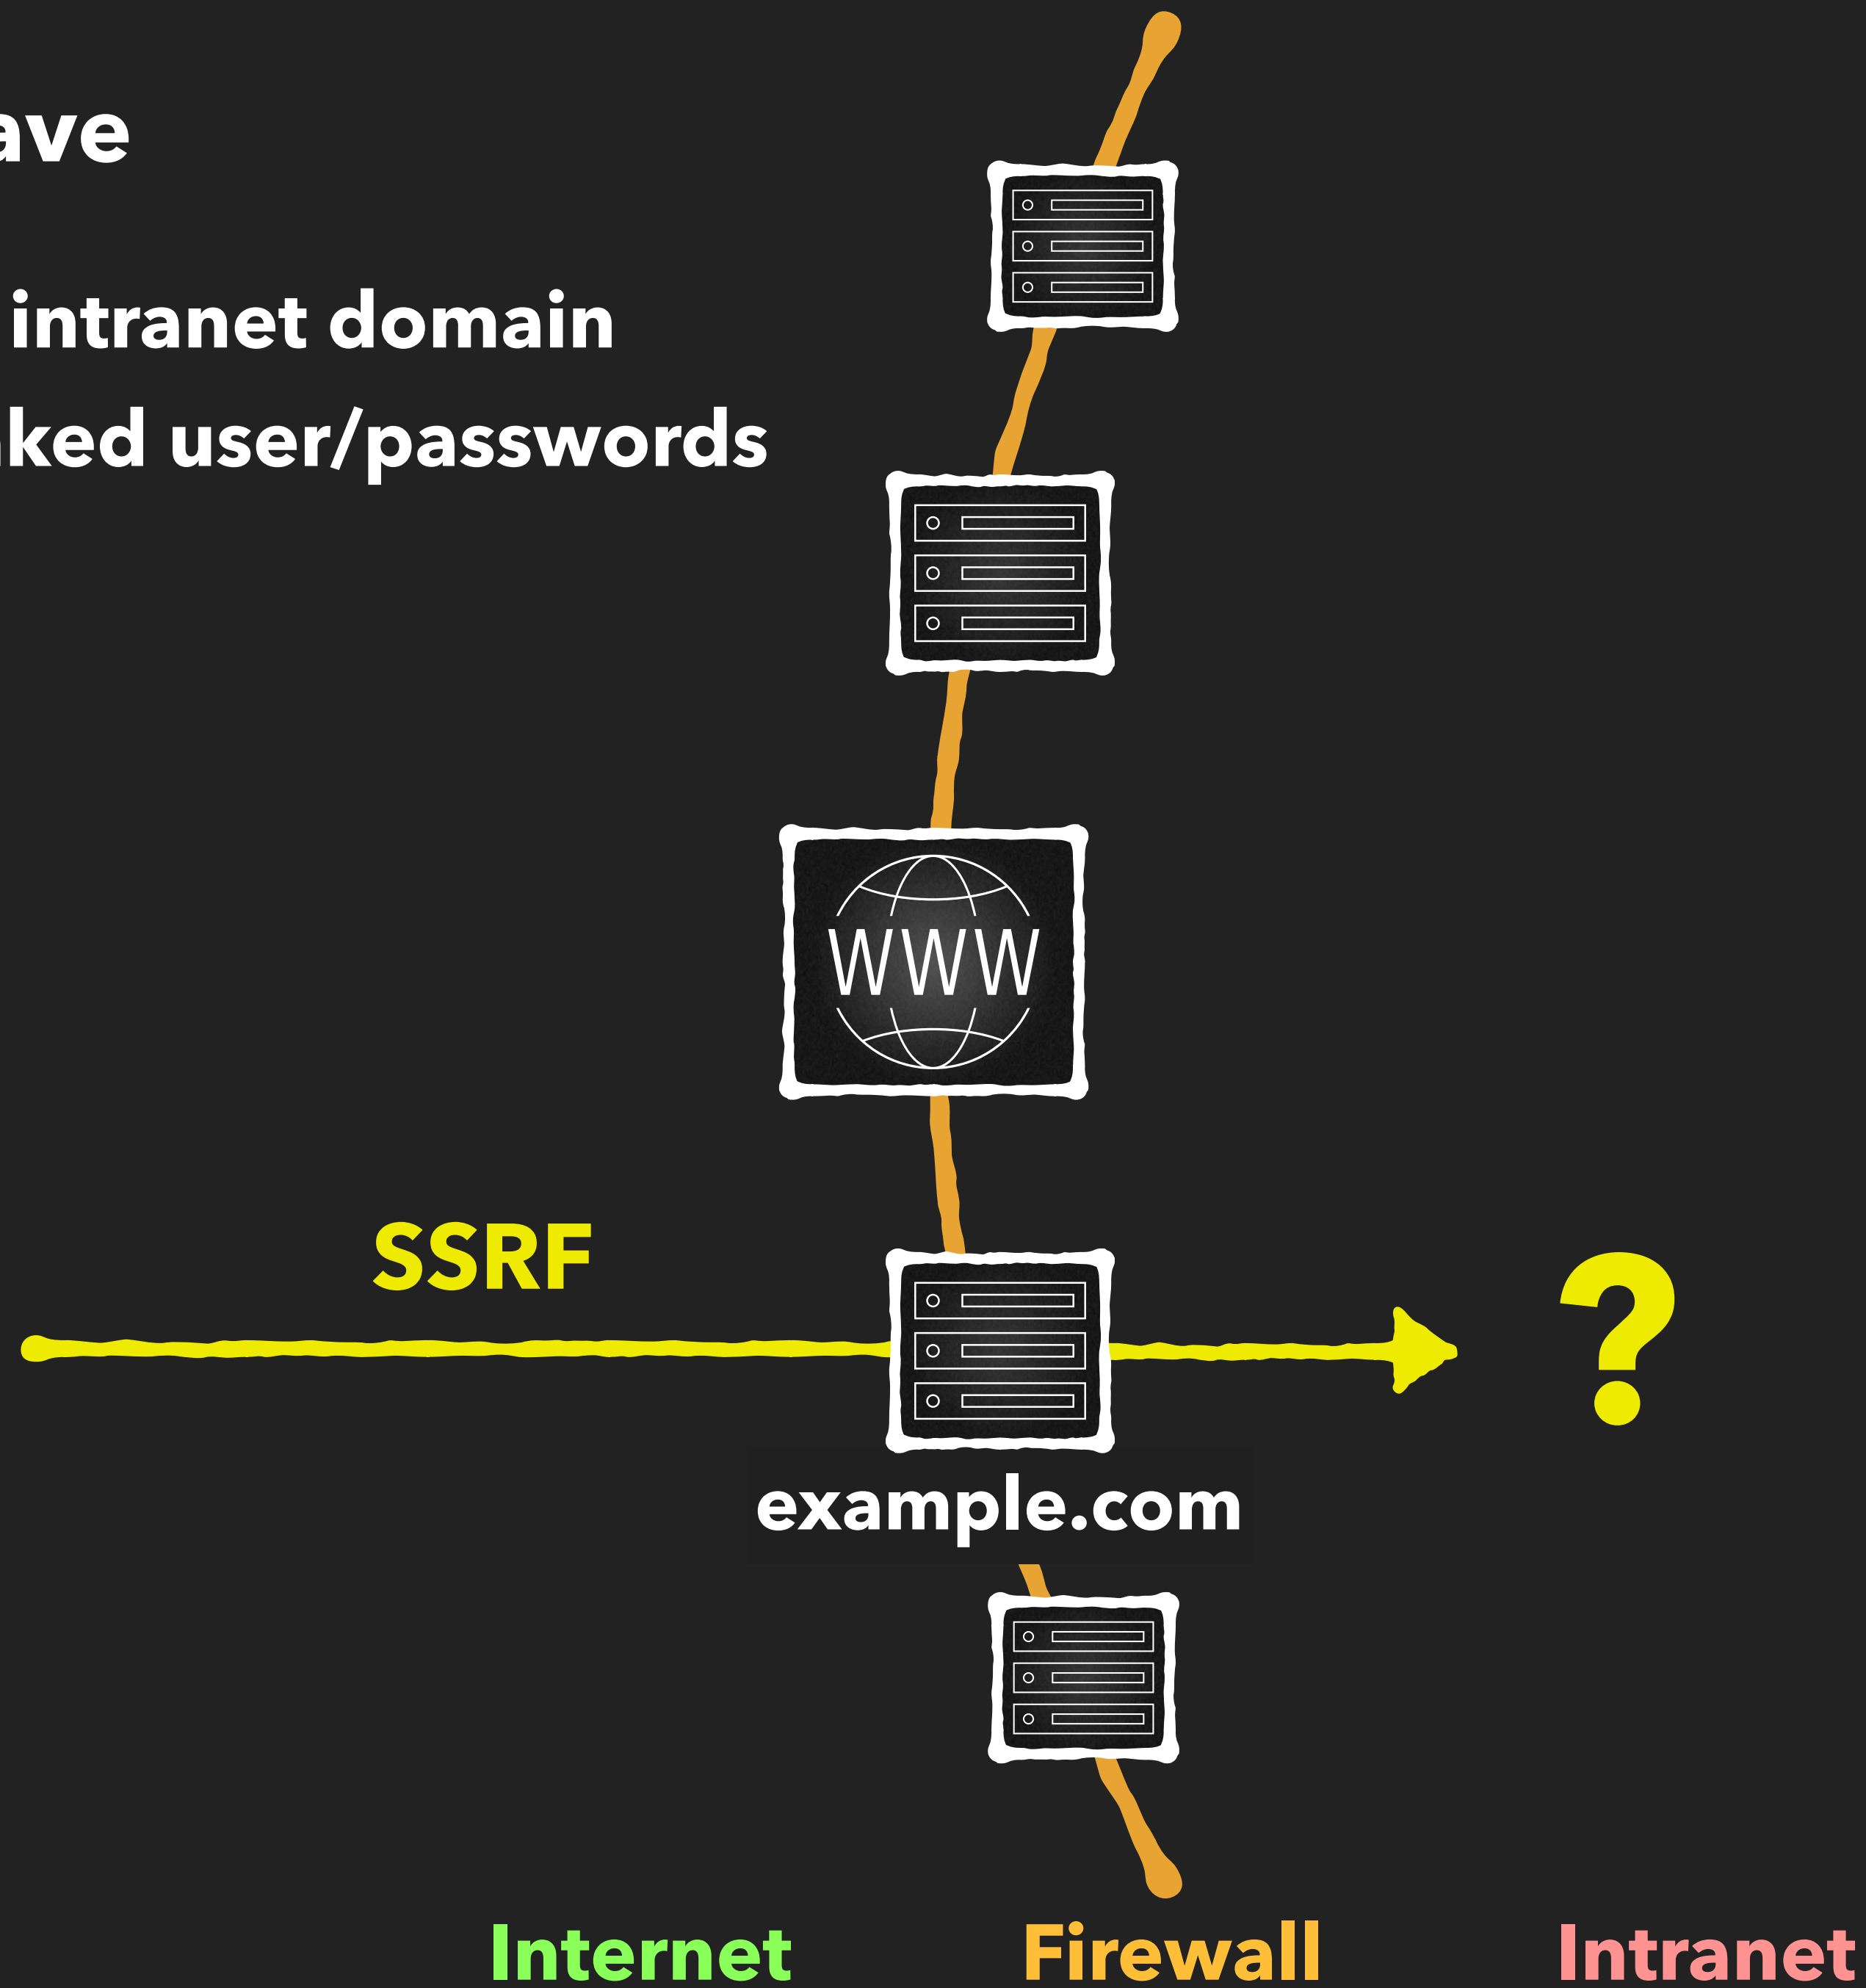 ave
intranet domain
ked user/passwords
WWW
SSRF
?
example.com
Internet
Firewall
Intranet